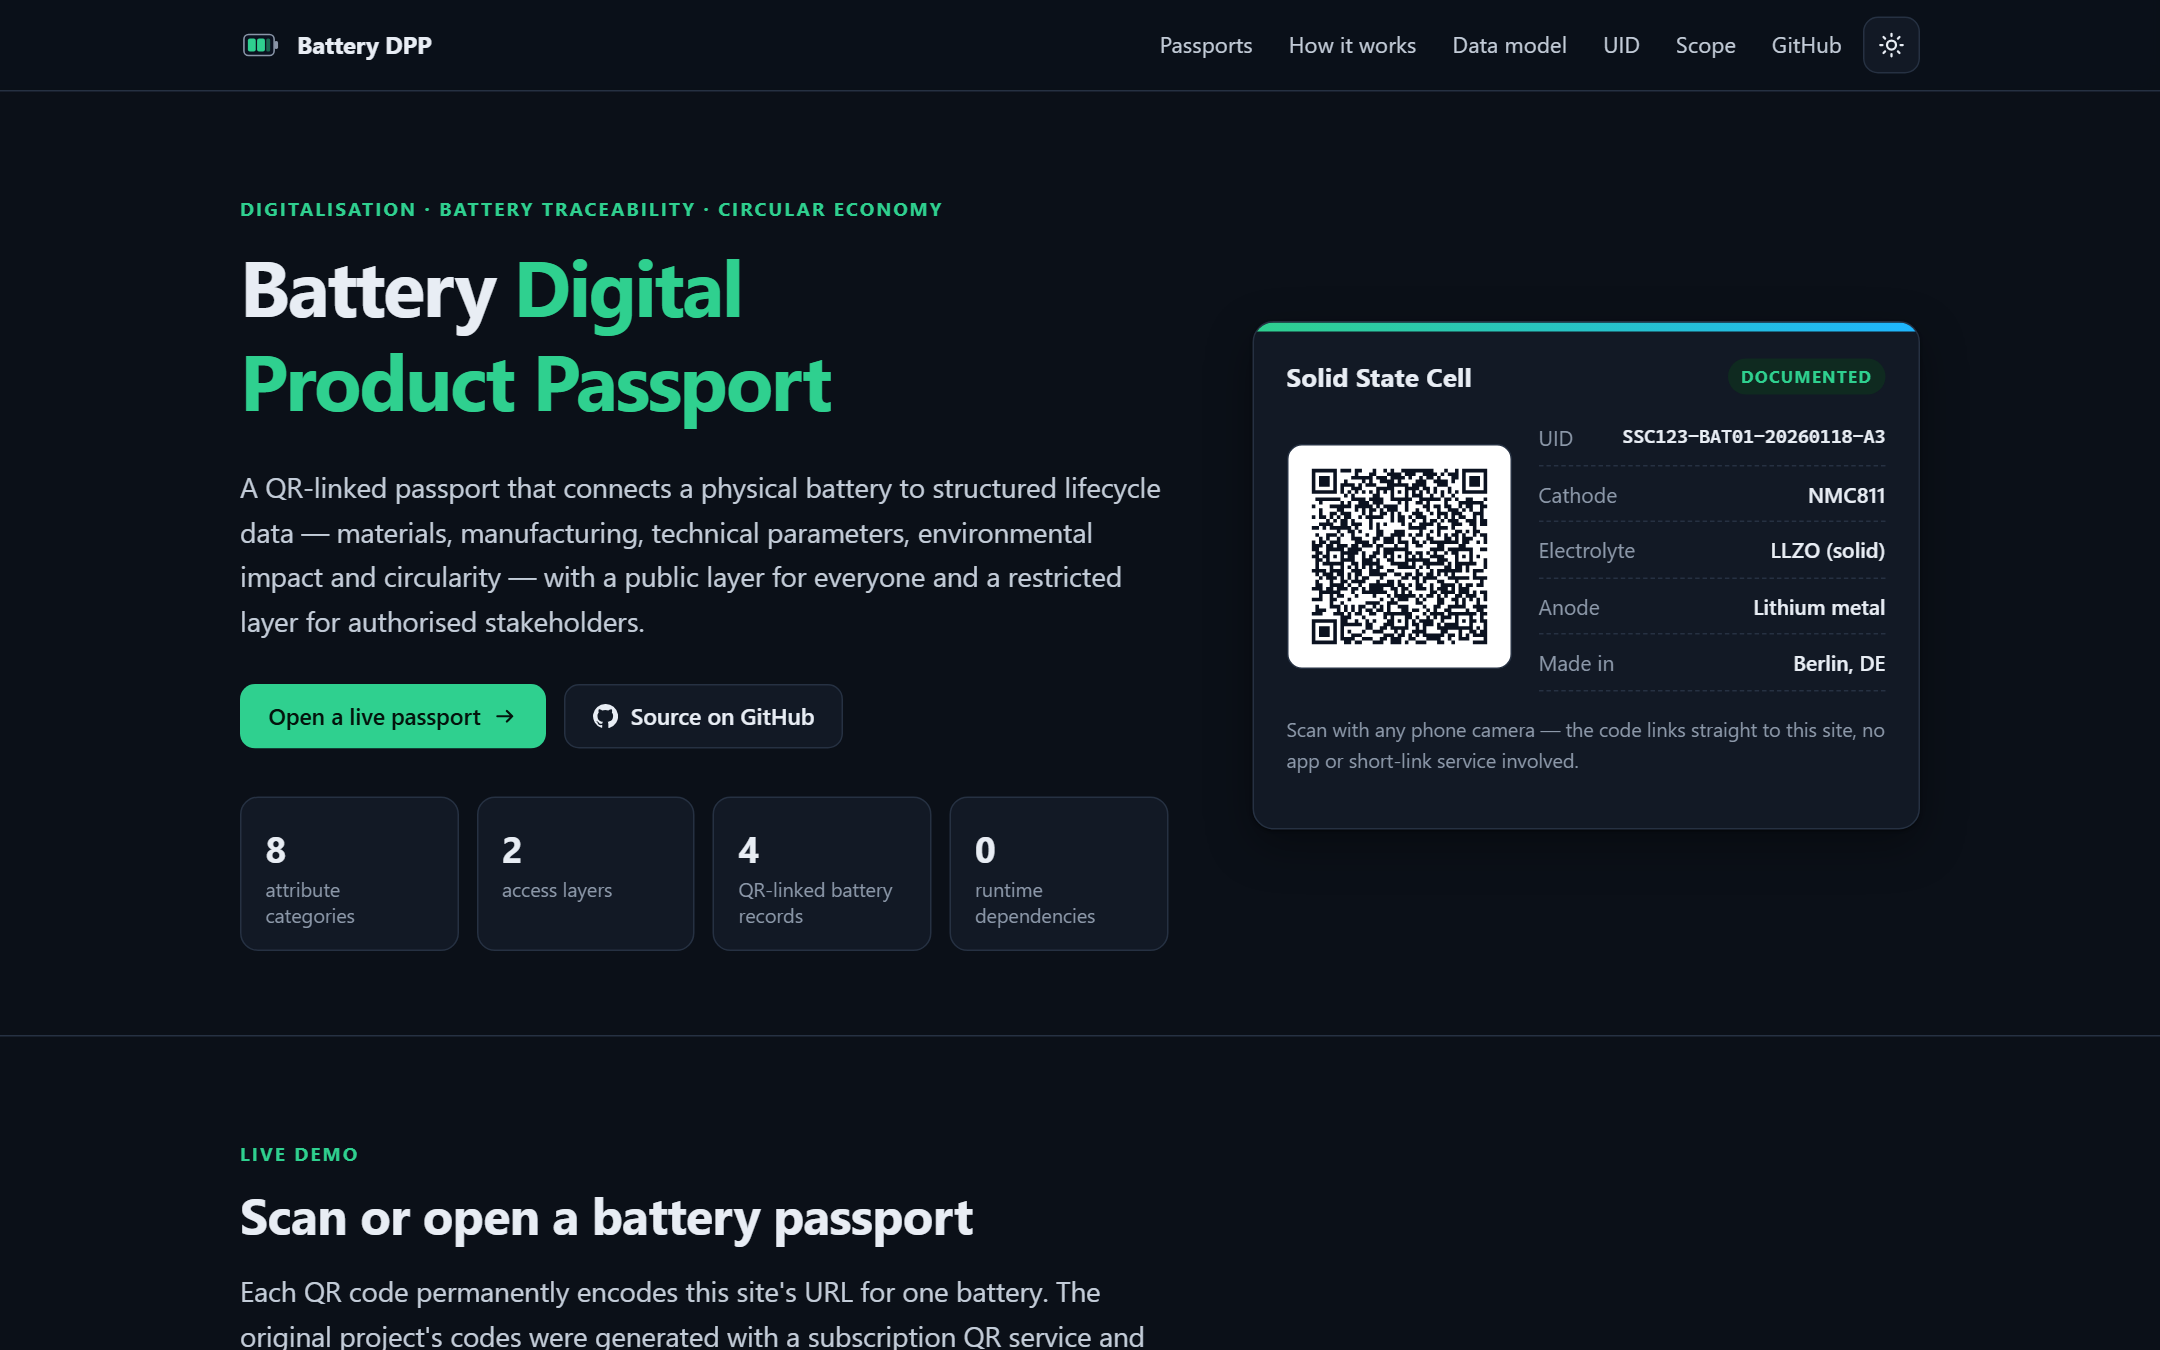 Battery DPP
Passports
How it works
Data model
UID
Scope
GitHub
DIGITALISATION · BATTERY TRACEABILITY · CIRCULAR ECONOMY
Battery Digital
Product Passport
A QR-linked passport that connects a physical battery to structured lifecycle
data — materials, manufacturing, technical parameters, environmental
impact and circularity — with a public layer for everyone and a restricted
layer for authorised stakeholders.
Open a live passport →
Source on GitHub
8
attribute
categories
2
access layers
4
QR-linked battery
records
0
runtime
dependencies
Solid State Cell
DOCUMENTED
UID SSC123-BAT01-20260118-A3
Cathode NMC811
Electrolyte LLZO (solid)
Anode Lithium metal
Made in Berlin, DE
Scan with any phone camera — the code links straight to this site, no
app or short-link service involved.
LIVE DEMO
Scan or open a battery passport
Each QR code permanently encodes this site's URL for one battery. The
original project's codes were generated with a subscription QR service and